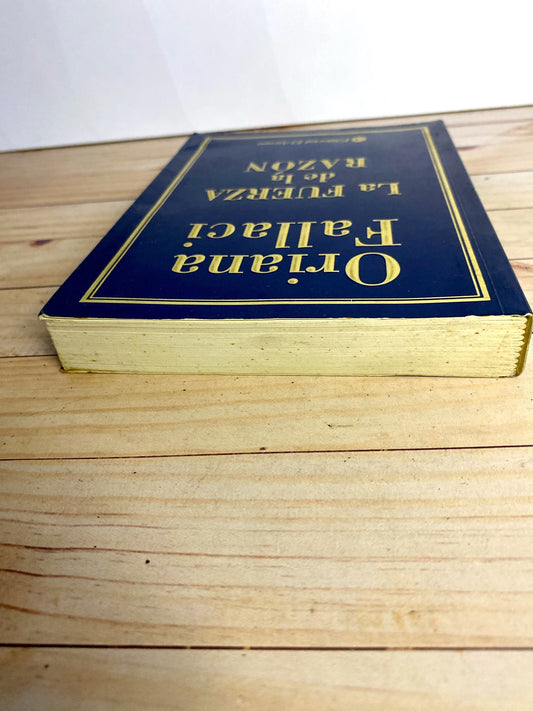 Oriana
Fallaci
LA FUERZA
de la
RAZÓN